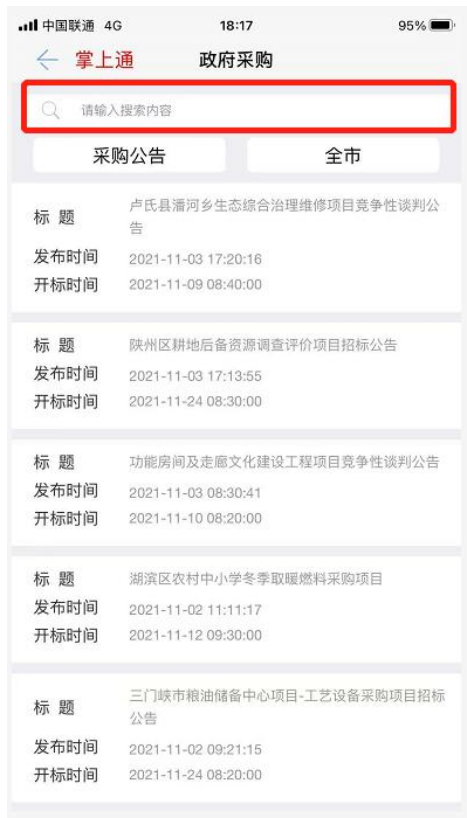 中国联通 4G 18:17 95%
掌上通 政府采购
请输入搜索内容
采购公告 全市
标 题 卢氏县潘河乡生态综合治理维修项目竞争性谈判公
告
发布时间 2021-11-03 17:20:16
开标时间 2021-11-09 08:40:00
标 题 陕州区耕地后备资源调查评价项目招标公告
发布时间 2021-11-03 17:13:55
开标时间 2021-11-24 08:30:00
标 题 功能房间及走廊文化建设工程项目竞争性谈判公告
发布时间 2021-11-03 08:30:41
开标时间 2021-11-10 08:20:00
标 题 湖滨区农村中小学冬季取暖燃料采购项目
发布时间 2021-11-02 11:11:17
开标时间 2021-11-12 09:30:00
标 题 三门峡市粮油储备中心项目-工艺设备采购项目招标
公告
发布时间 2021-11-02 09:21:15
开标时间 2021-11-24 08:20:00